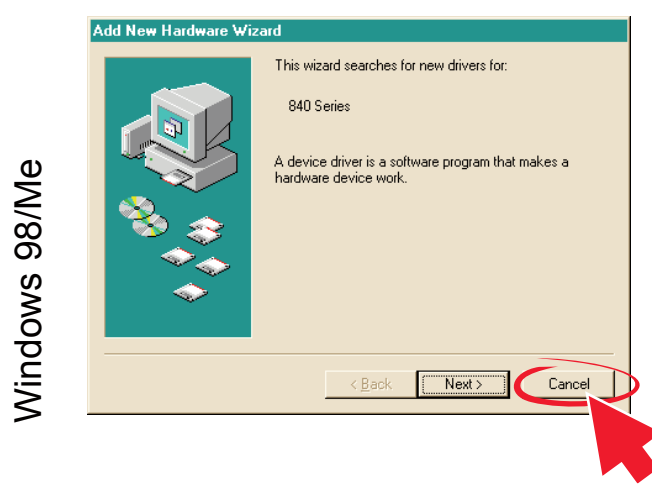 Windows 98/Me
Add New Hardware Wizard
This wizard searches for new drivers for:
840 Series
A device driver is a software program that makes a
hardware device work.
< Back
Next >
Cancel